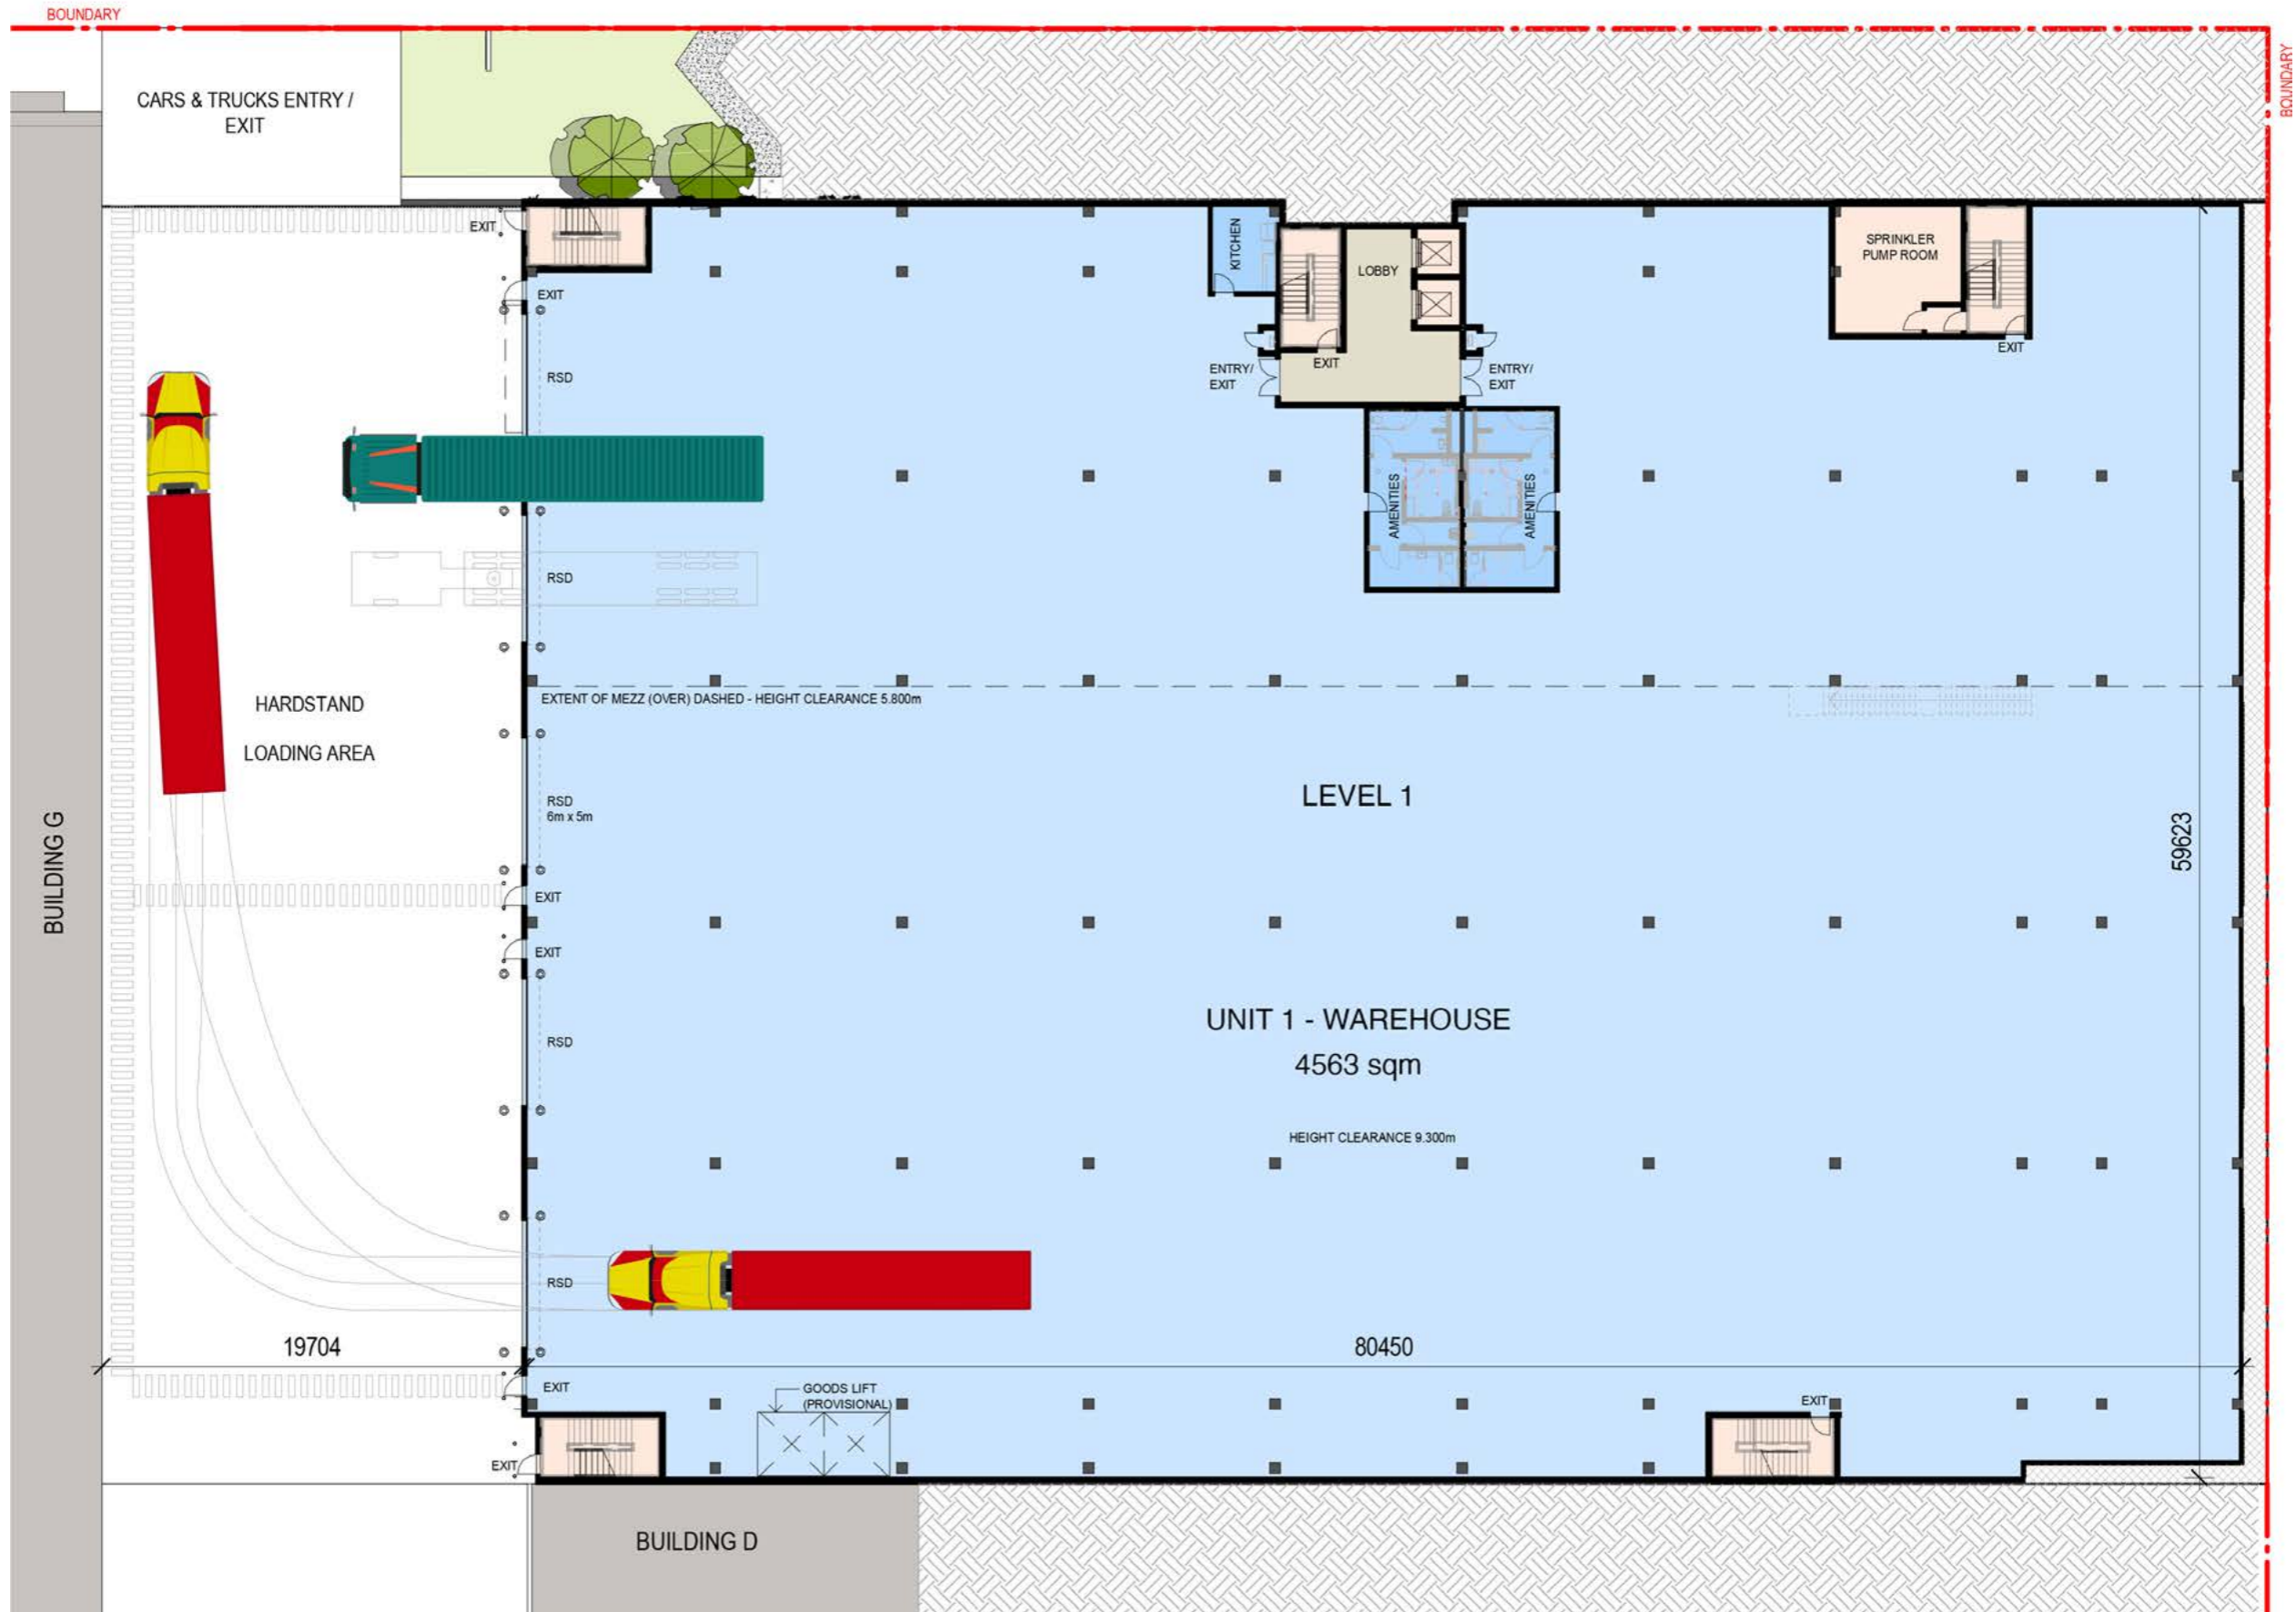 BOUNDARY
BOUNDARY
CARS & TRUCKS ENTRY /
EXIT
EXIT
EXIT
KITCHEN
LOBBY
SPRINKLER
PUMP ROOM
EXIT
EXIT
ENTRY/
EXIT
ENTRY/
EXIT
RSD
AMENITIES
AMENITIES
RSD
EXTENT OF MEZZ (OVER) DASHED - HEIGHT CLEARANCE 5.800m
HARDSTAND
LOADING AREA
RSD
6m x 5m
LEVEL 1
59623
BUILDING G
EXIT
EXIT
UNIT 1 - WAREHOUSE
4563 sqm
RSD
HEIGHT CLEARANCE 9.300m
RSD
19704
80450
EXIT
GOODS LIFT
(PROVISIONAL)
EXIT
EXIT
BUILDING D